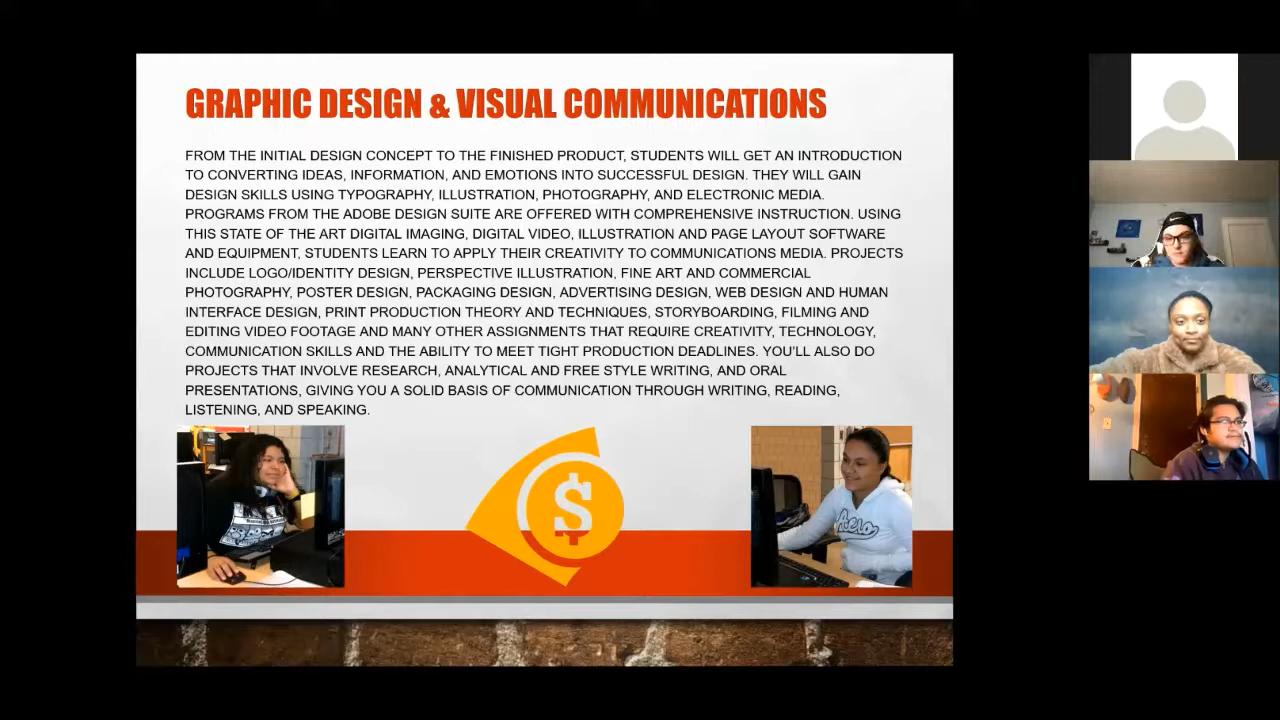 GRAPHIC DESIGN & VISUAL COMMUNICATIONS
FROM THE INITIAL DESIGN CONCEPT TO THE FINISHED PRODUCT, STUDENTS WILL GET AN INTRODUCTION
TO CONVERTING IDEAS, INFORMATION, AND EMOTIONS INTO SUCCESSFUL DESIGN. THEY WILL GAIN
DESIGN SKILLS USING TYPOGRAPHY, ILLUSTRATION, PHOTOGRAPHY, AND ELECTRONIC MEDIA.
PROGRAMS FROM THE ADOBE DESIGN SUITE ARE OFFERED WITH COMPREHENSIVE INSTRUCTION. USING
THIS STATE OF THE ART DIGITAL IMAGING, DIGITAL VIDEO, ILLUSTRATION AND PAGE LAYOUT SOFTWARE
AND EQUIPMENT, STUDENTS LEARN TO APPLY THEIR CREATIVITY TO COMMUNICATIONS MEDIA. PROJECTS
INCLUDE LOGO/IDENTITY DESIGN, PERSPECTIVE ILLUSTRATION, FINE ART AND COMMERCIAL
PHOTOGRAPHY, POSTER DESIGN, PACKAGING DESIGN, ADVERTISING DESIGN, WEB DESIGN AND HUMAN
INTERFACE DESIGN, PRINT PRODUCTION THEORY AND TECHNIQUES, STORYBOARDING, FILMING AND
EDITING VIDEO FOOTAGE AND MANY OTHER ASSIGNMENTS THAT REQUIRE CREATIVITY, TECHNOLOGY,
COMMUNICATION SKILLS AND THE ABILITY TO MEET TIGHT PRODUCTION DEADLINES. YOU'LL ALSO DO
PROJECTS THAT INVOLVE RESEARCH, ANALYTICAL AND FREE STYLE WRITING, AND ORAL
PRESENTATIONS, GIVING YOU A SOLID BASIS OF COMMUNICATION THROUGH WRITING, READING,
LISTENING, AND SPEAKING.
$